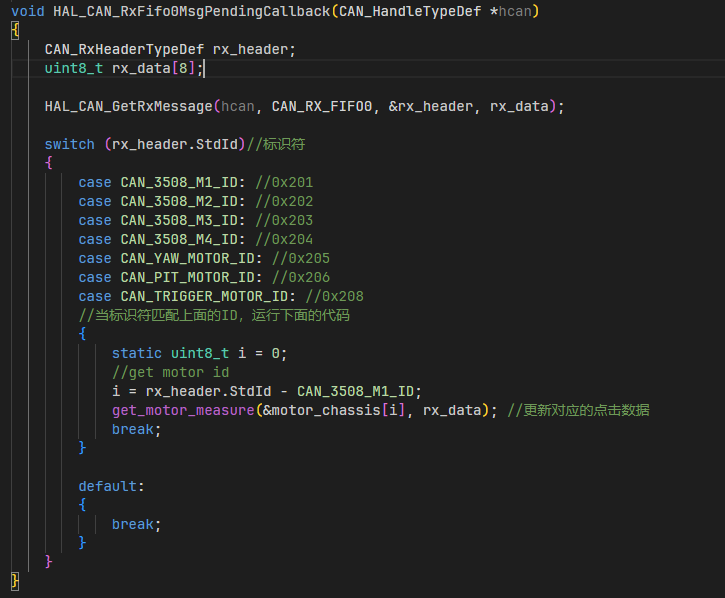 void HAL_CAN_RxFifo0MsgPendingCallback(CAN_HandleTypeDef *hcan)
{
CAN_RxHeaderTypeDef rx_header;
uint8_t rx_data[8];
HAL_CAN_GetRxMessage(hcan, CAN_RX_FIFO0, &rx_header, rx_data);
switch (rx_header.StdId)//标识符
{
case CAN_3508_M1_ID: //0x201
case CAN_3508_M2_ID: //0x202
case CAN_3508_M3_ID: //0x203
case CAN_3508_M4_ID: //0x204
case CAN_YAW_MOTOR_ID: //0x205
case CAN_PIT_MOTOR_ID: //0x206
case CAN_TRIGGER_MOTOR_ID: //0x208
//当标识符匹配上面的ID，运行下面的代码
{
static uint8_t i = 0;
//get motor id
i = rx_header.StdId - CAN_3508_M1_ID;
get_motor_measure(&motor_chassis[i], rx_data); //更新对应的点击数据
break;
}
default:
{
break;
}
}
}